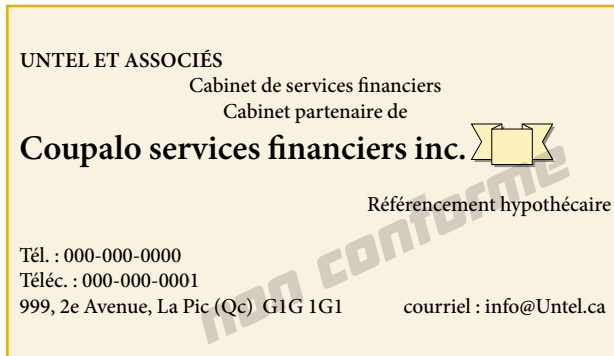 UNTEL ET ASSOCIÉS
Cabinet de services financiers
Cabinet partenaire de
Coupalo services financiers inc.
Référencement hypothécaire
non conforme
Tél. : 000-000-0000
Téléc. : 000-000-0001
999, 2e Avenue, La Pic (Qc) G1G 1G1 courriel : info@Untel.ca